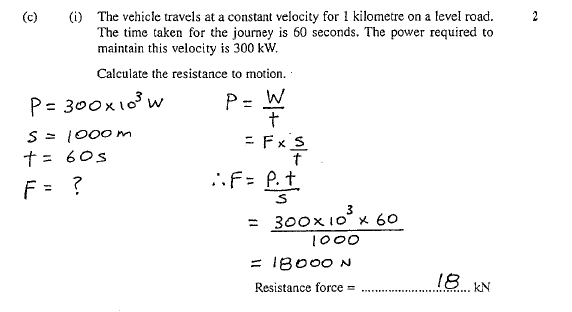 (c) (i) The vehicle travels at a constant velocity for 1 kilometre on a level road. 2
The time taken for the journey is 60 seconds. The power required to
maintain this velocity is 300 kW.
Calculate the resistance to motion.
P = 300 x 10³ W
s = 1000 m
t = 60s
F = ?
P = W/t
= F x s/t
∴ F = P.t/s
= 300 x 10³ x 60/1000
= 18000 N
Resistance force = .................. 18 ... kN